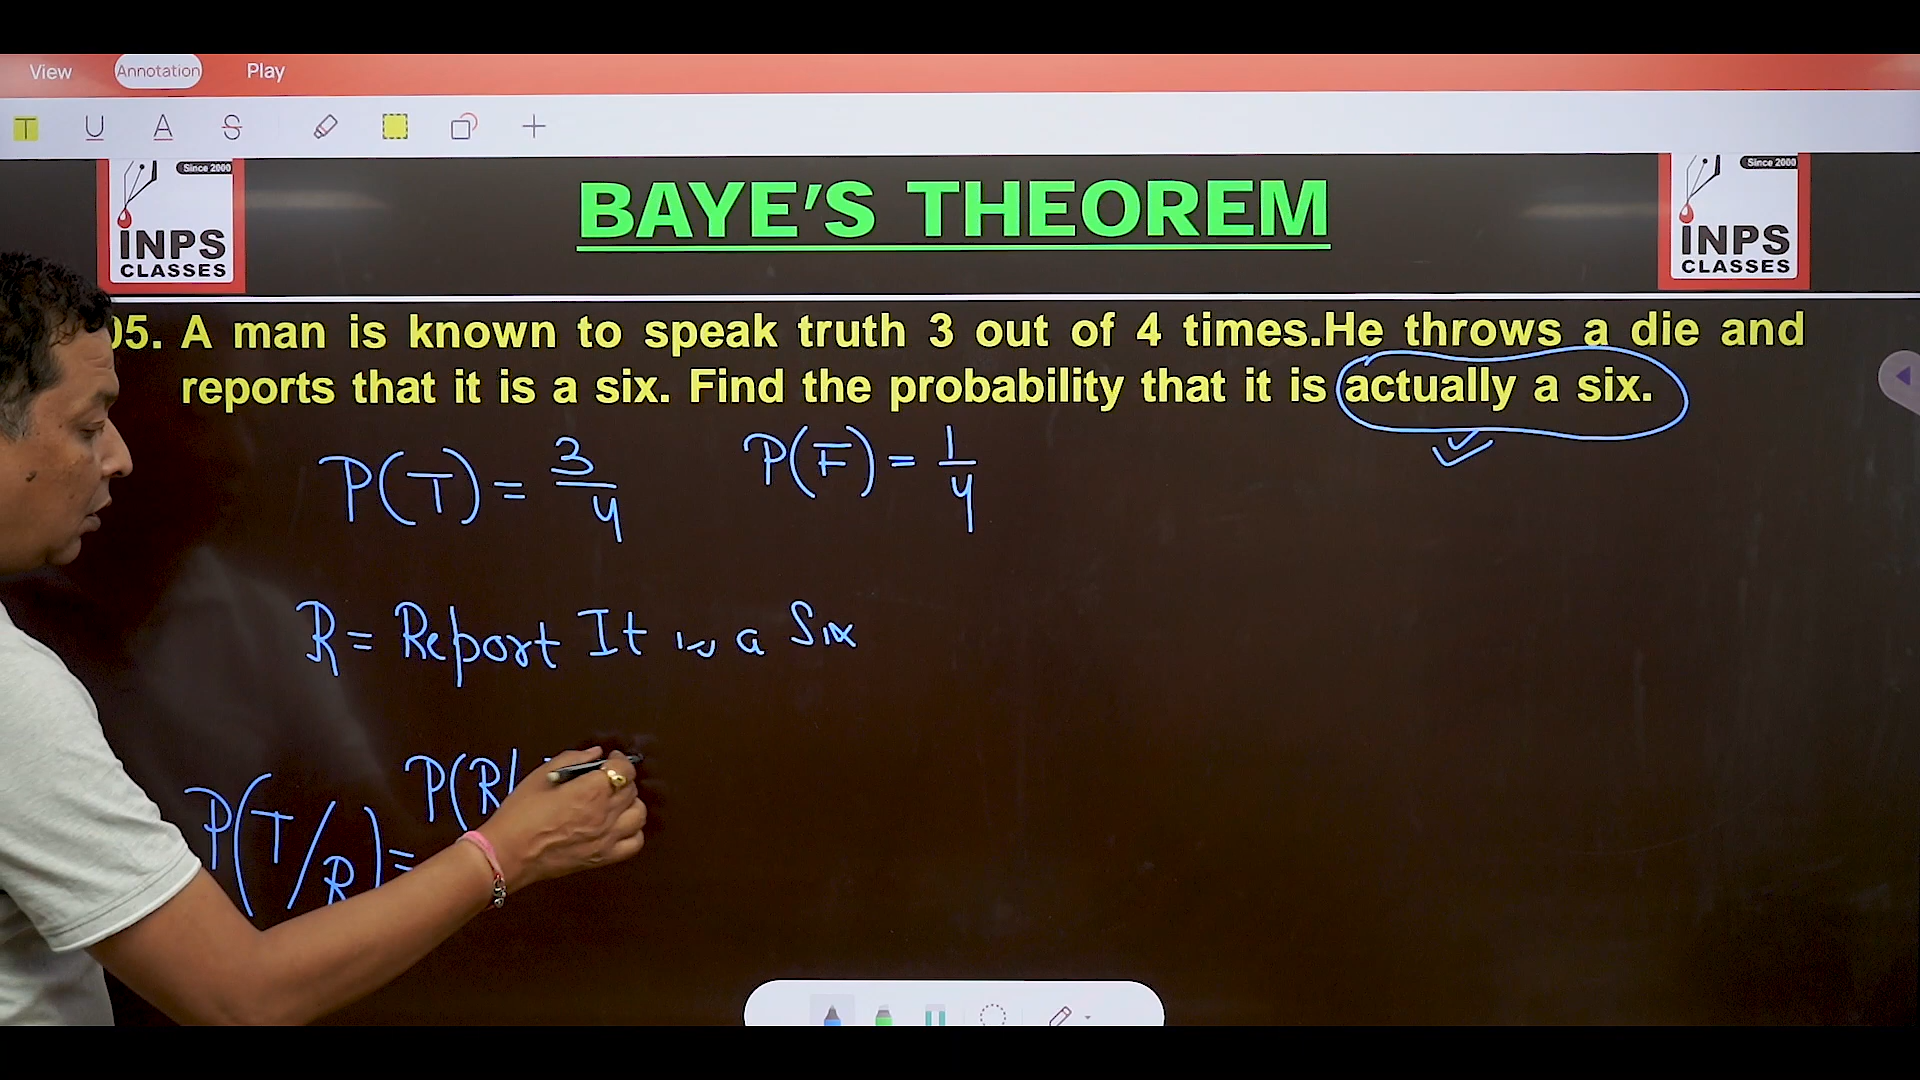 View Annotation Play
T U A S
Since 2000
INPS
CLASSES
BAYE'S THEOREM
Since 2000
INPS
CLASSES
05. A man is known to speak truth 3 out of 4 times.He throws a die and
reports that it is a six. Find the probability that it is actually a six.
P(T) = 3/4 P(F) = 1/4
R = Report It is a Six
P(T/R) = P(R/